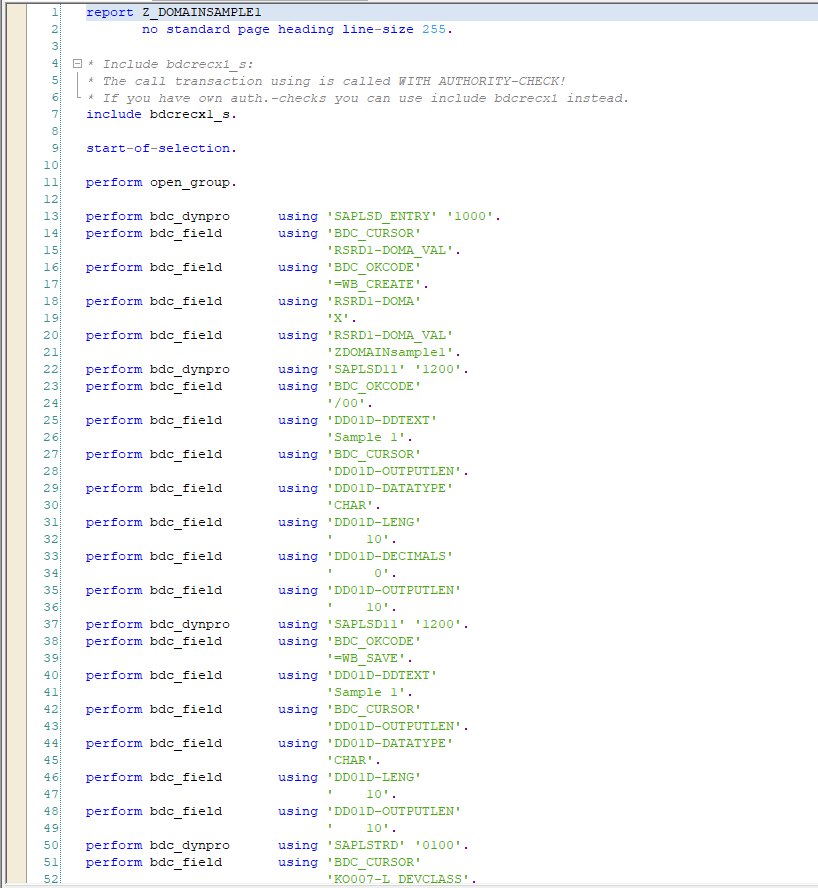 1 report Z_DOMAINSAMPLE1
2 no standard page heading line-size 255.
3
4 * Include bdcrecx1_s:
5 * The call transaction using is called WITH AUTHORITY-CHECK!
6 * If you have own auth.-checks you can use include bdcrecx1 instead.
7 include bdcrecx1_s.
8
9 start-of-selection.
10
11 perform open_group.
12
13 perform bdc_dynpro      using 'SAPLSD_ENTRY' '1000'.
14 perform bdc_field       using 'BDC_CURSOR'
15                               'RSRD1-DOMA_VAL'.
16 perform bdc_field       using 'BDC_OKCODE'
17                               '=WB_CREATE'.
18 perform bdc_field       using 'RSRD1-DOMA'
19                               'X'.
20 perform bdc_field       using 'RSRD1-DOMA_VAL'
21                               'ZDOMAINsample1'.
22 perform bdc_dynpro      using 'SAPLSD11' '1200'.
23 perform bdc_field       using 'BDC_OKCODE'
24                               '/00'.
25 perform bdc_field       using 'DD01D-DDTEXT'
26                               'Sample 1'.
27 perform bdc_field       using 'BDC_CURSOR'
28                               'DD01D-OUTPUTLEN'.
29 perform bdc_field       using 'DD01D-DATATYPE'
30                               'CHAR'.
31 perform bdc_field       using 'DD01D-LENG'
32                               '    10'.
33 perform bdc_field       using 'DD01D-DECIMALS'
34                               '     0'.
35 perform bdc_field       using 'DD01D-OUTPUTLEN'
36                               '    10'.
37 perform bdc_dynpro      using 'SAPLSD11' '1200'.
38 perform bdc_field       using 'BDC_OKCODE'
39                               '=WB_SAVE'.
40 perform bdc_field       using 'DD01D-DDTEXT'
41                               'Sample 1'.
42 perform bdc_field       using 'BDC_CURSOR'
43                               'DD01D-OUTPUTLEN'.
44 perform bdc_field       using 'DD01D-DATATYPE'
45                               'CHAR'.
46 perform bdc_field       using 'DD01D-LENG'
47                               '    10'.
48 perform bdc_field       using 'DD01D-OUTPUTLEN'
49                               '    10'.
50 perform bdc_dynpro      using 'SAPLSTRD' '0100'.
51 perform bdc_field       using 'BDC_CURSOR'
52                               'KO007-L_DEVCLASS'.